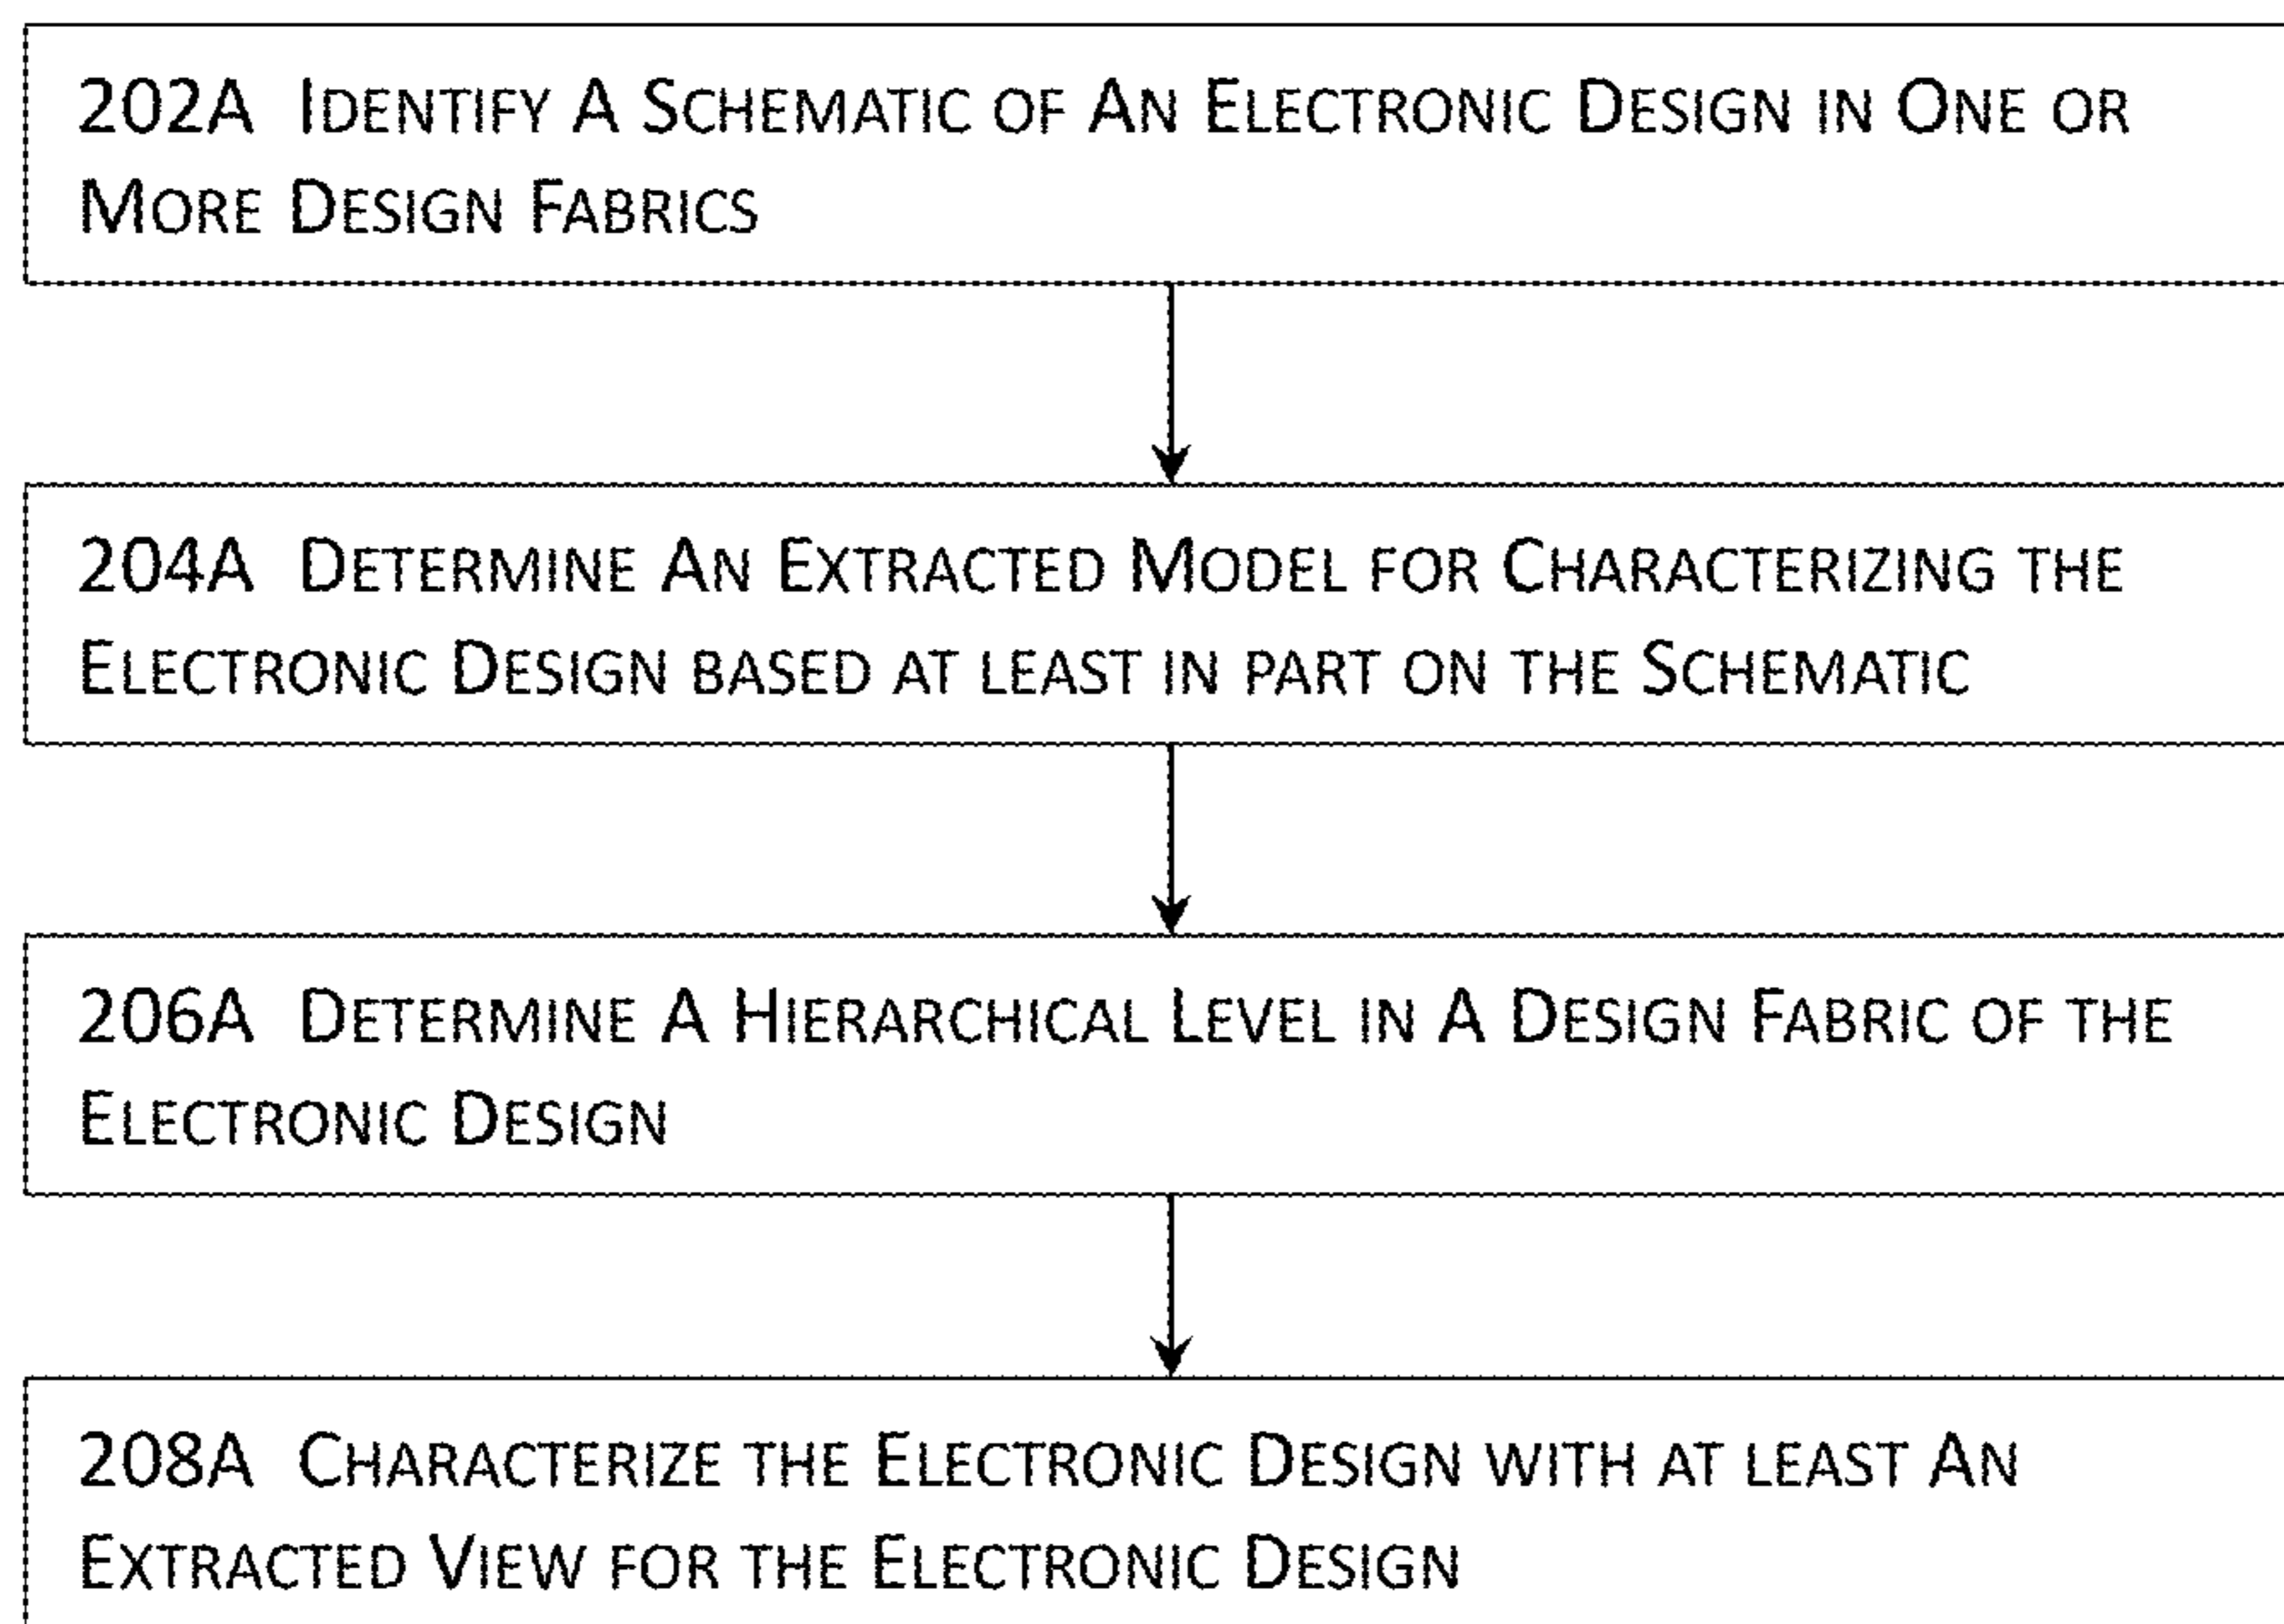 202A Identify A Schematic of An Electronic Design in One or
More Design Fabrics
204A Determine An Extracted Model for Characterizing the
Electronic Design based at least in part on the Schematic
206A Determine A Hierarchical Level in A Design Fabric of the
Electronic Design
208A Characterize the Electronic Design with at least An
Extracted View for the Electronic Design